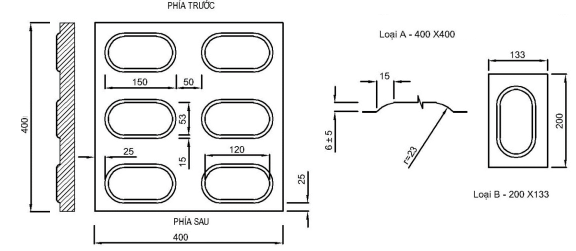 PHÍA TRƯỚC
Loại A - 400 X400
133
150
50
15
400
53
6 ± 5
200
15
r=23
25
120
25
Loại B - 200 X133
PHÍA SAU
400